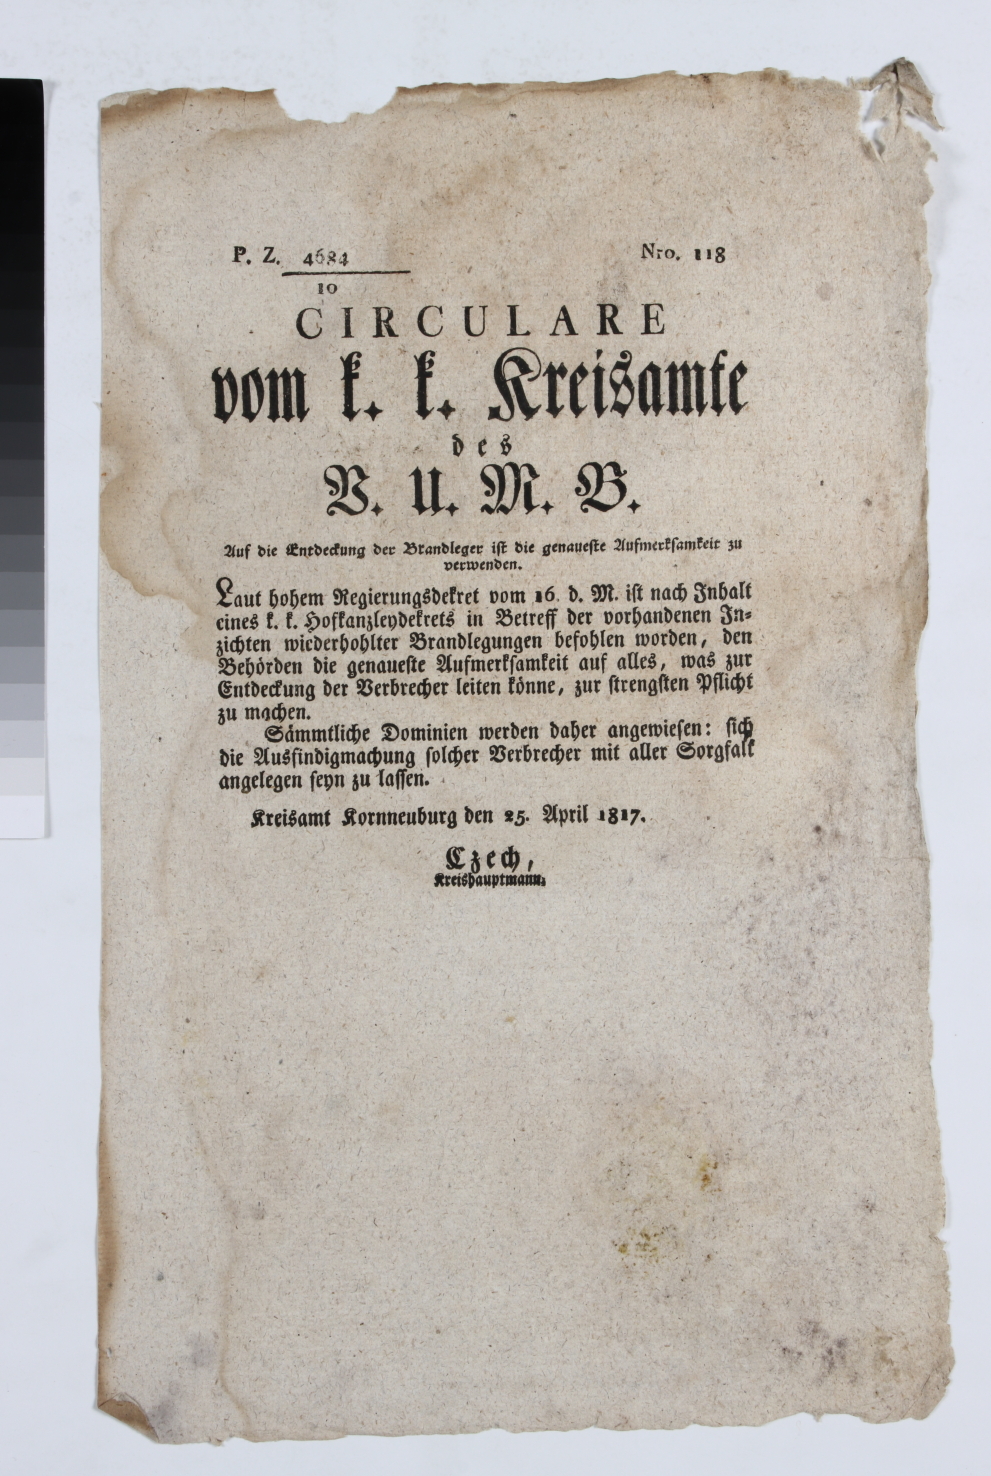 P. Z. 4684
10
Nro. 118
CIRCULARE
vom k. k. Kreisamte
des
V. U. M. B.
Auf die Entdeckung der Brandleger ist die genaueste Aufmerksamkeit zu
verwenden.
Laut hohem Regierungsdekret vom 16. d. M. ist nach Inhalt
eines k. k. Hofkanzleydekrets in Betreff der vorhandenen In-
zichten wiederhohlter Brandlegungen befohlen worden, den
Behörden die genaueste Aufmerksamkeit auf alles, was zur
Entdeckung der Verbrecher leiten könne, zur strengsten Pflicht
zu machen.
Sämmtliche Dominien werden daher angewiesen: sich
die Ausfindigmachung solcher Verbrecher mit aller Sorgfalt
angelegen seyn zu lassen.
Kreisamt Kornneuburg den 25. April 1817.
Czech,
Kreishauptmann.